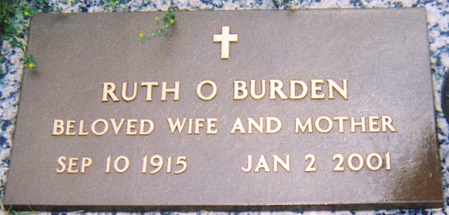 RUTH O BURDEN
BELOVED WIFE AND MOTHER
SEP 10 1915 JAN 2 2001